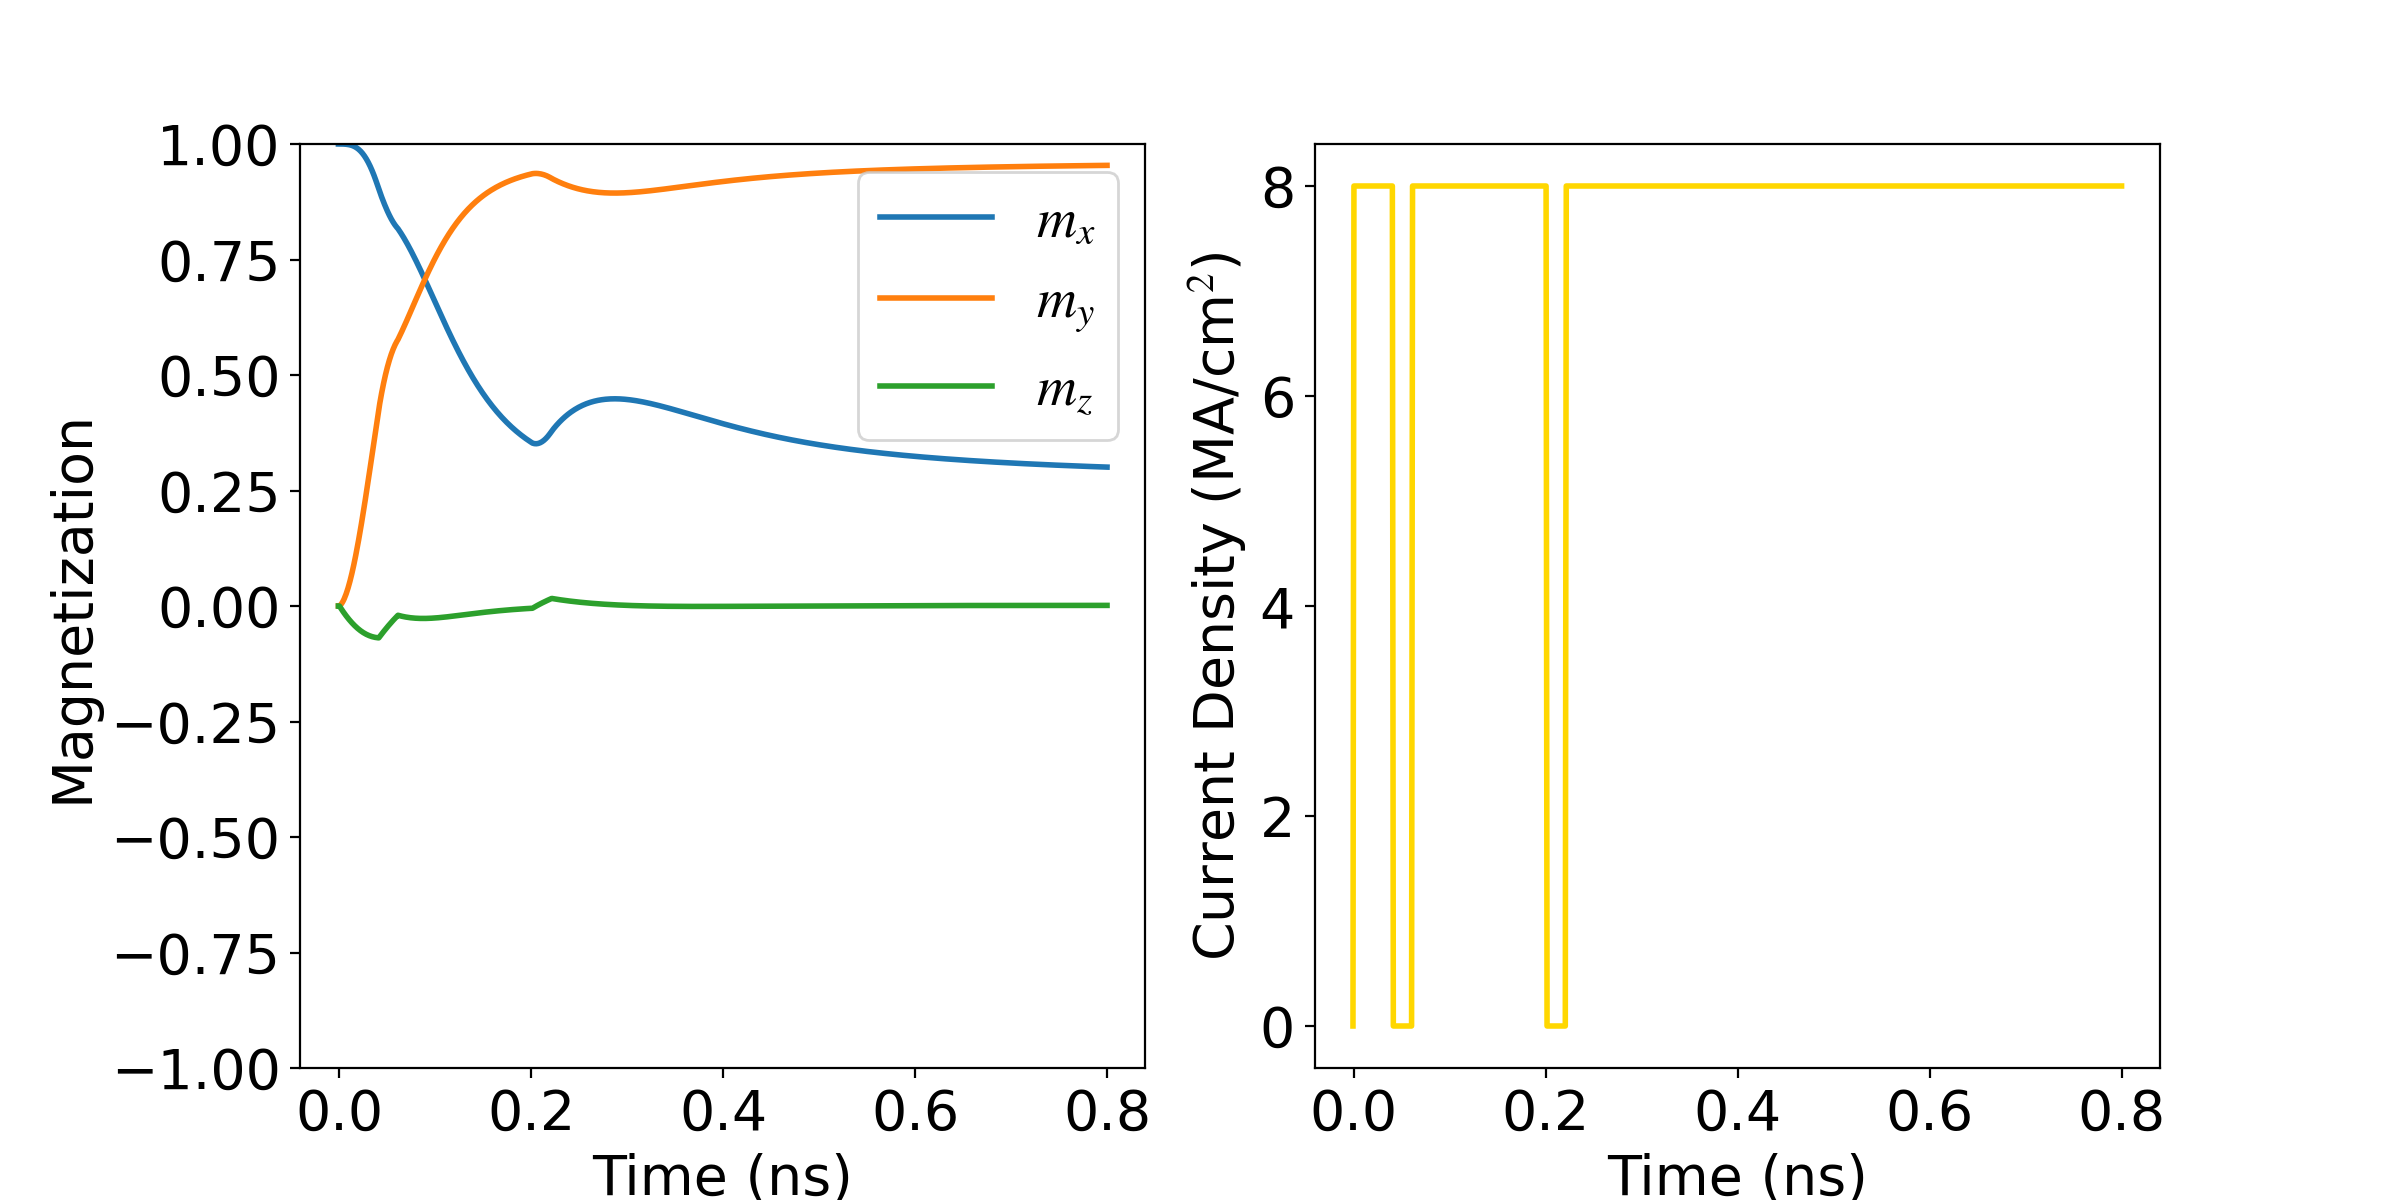 1.00
0.75
0.50
0.25
0.00
−0.25
−0.50
−0.75
−1.00
Magnetization
0.0 0.2 0.4 0.6 0.8
Time (ns)
m_x
m_y
m_z
8
6
4
2
0
Current Density (MA/cm²)
0.0 0.2 0.4 0.6 0.8
Time (ns)